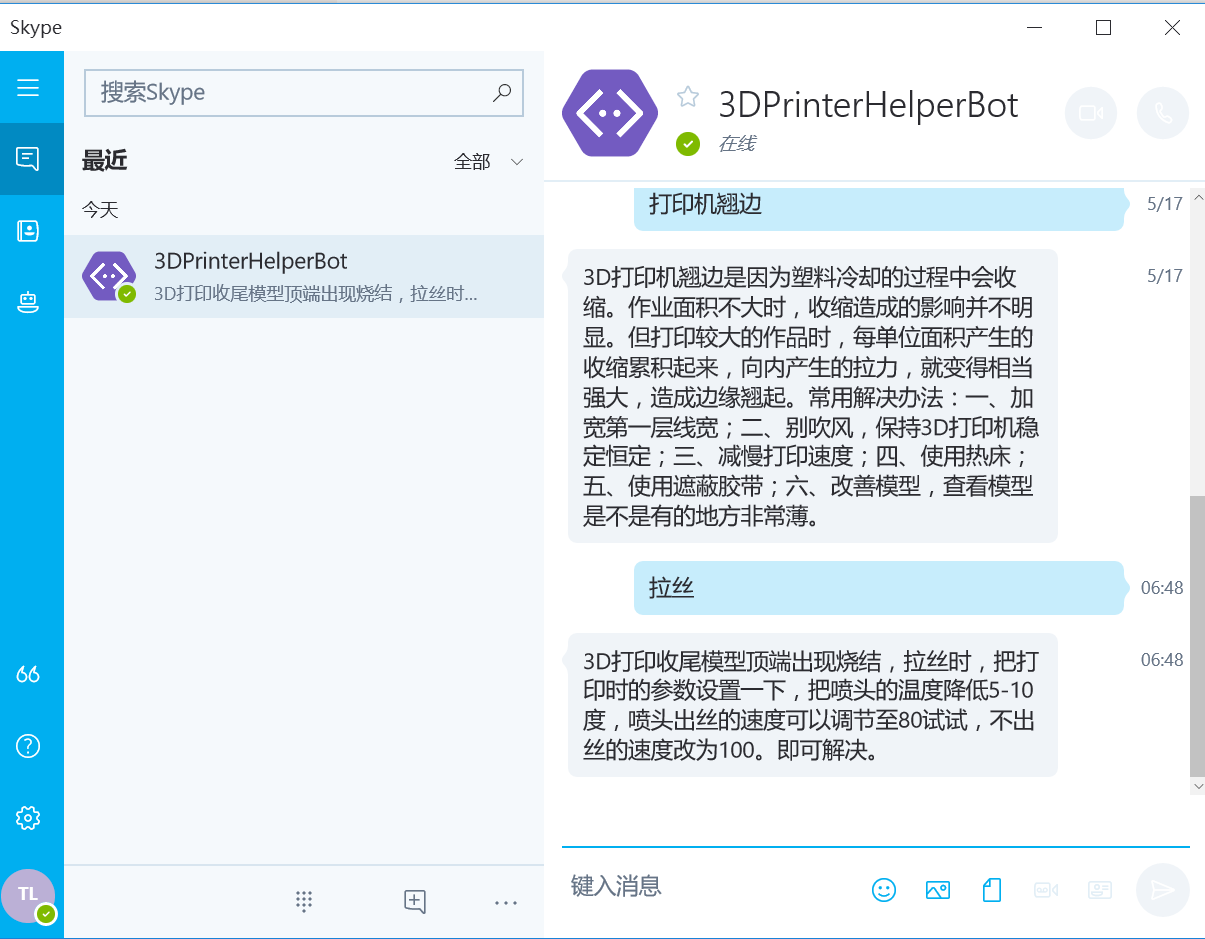 Skype
搜索Skype
最近
全部
今天
3DPrinterHelperBot
3D打印收尾模型顶端出现烧结，拉丝时...
TL
3DPrinterHelperBot
在线
打印机翘边
5/17
3D打印机翘边是因为塑料冷却的过程中会收
缩。作业面积不大时，收缩造成的影响并不明
显。但打印较大的作品时，每单位面积产生的
收缩累积起来，向内产生的拉力，就变得相当
强大，造成边缘翘起。常用解决办法：一、加
宽第一层线宽；二、别吹风，保持3D打印机稳
定恒定；三、减慢打印速度；四、使用热床；
五、使用遮蔽胶带；六、改善模型，查看模型
是不是有的地方非常薄。
5/17
拉丝
06:48
3D打印收尾模型顶端出现烧结，拉丝时，把打
印时的参数设置一下，把喷头的温度降低5-10
度，喷头出丝的速度可以调节至80试试，不出
丝的速度改为100。即可解决。
06:48
键入消息